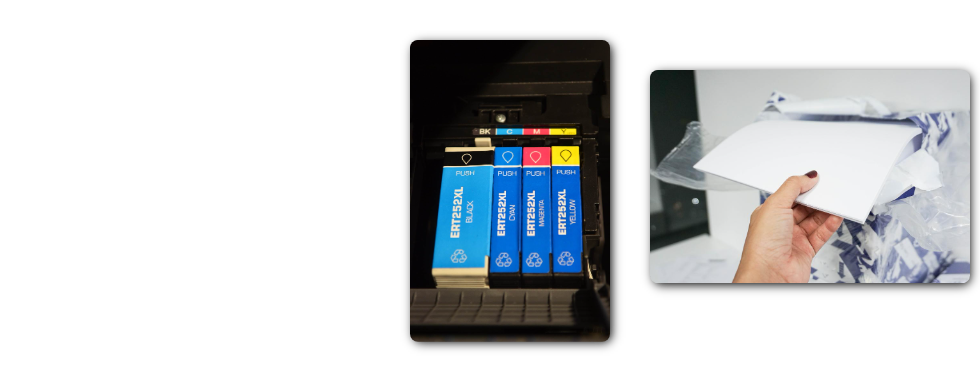 BK C M Y
PUSH
ERT252XL
BLACK
PUSH
ERT252XL
CYAN
PUSH
ERT252XL
MAGENTA
PUSH
ERT252XL
YELLOW